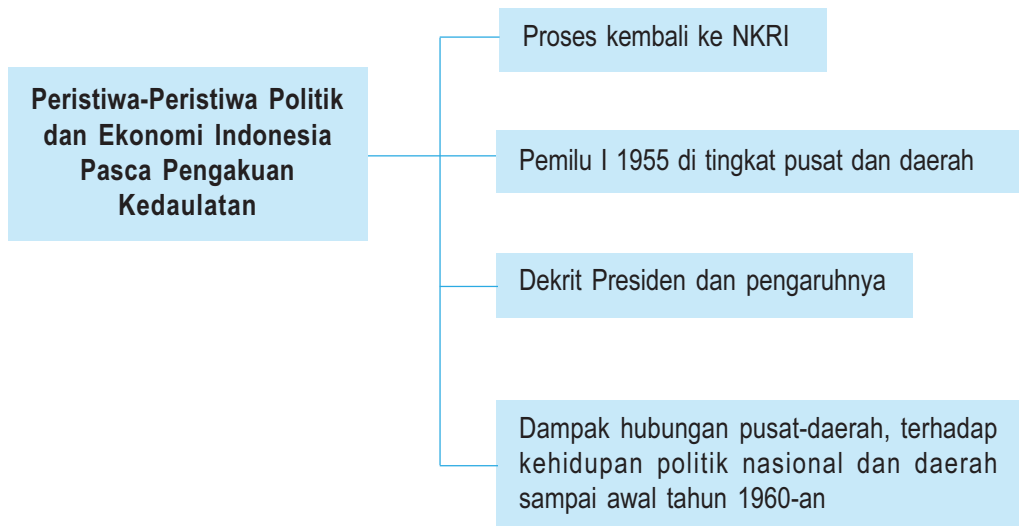 Peristiwa-Peristiwa Politik
dan Ekonomi Indonesia
Pasca Pengakuan
Kedaulatan
Proses kembali ke NKRI
Pemilu I 1955 di tingkat pusat dan daerah
Dekrit Presiden dan pengaruhnya
Dampak hubungan pusat-daerah, terhadap
kehidupan politik nasional dan daerah
sampai awal tahun 1960-an